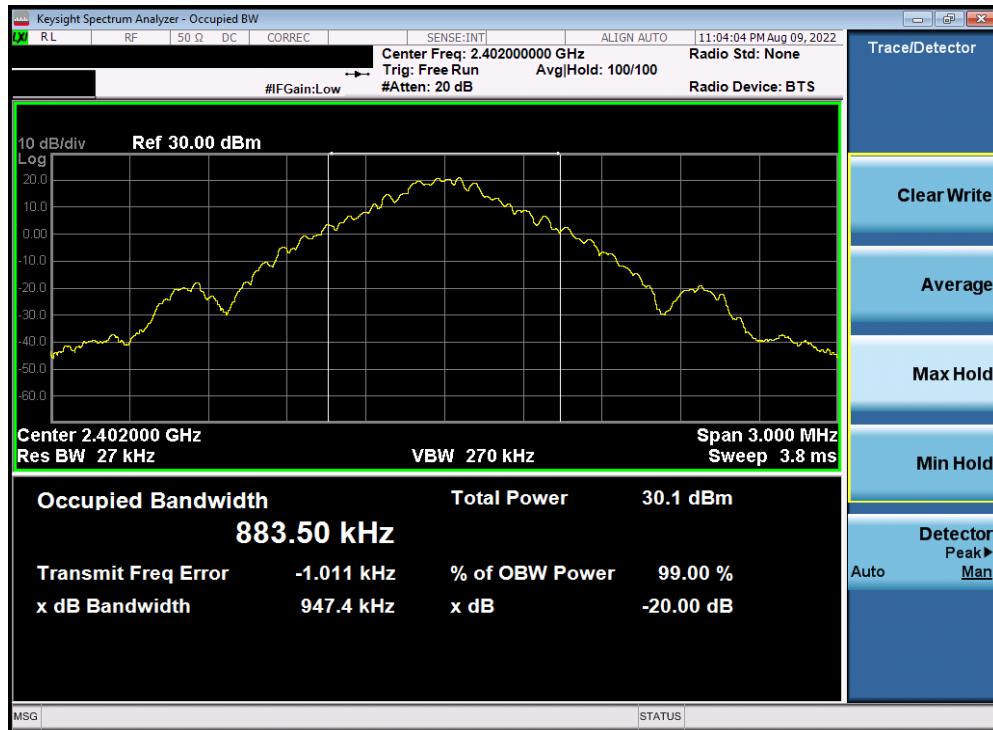 Keysight Spectrum Analyzer - Occupied BW
LXI RL RF 50 Ω DC CORREC SENSE:INT ALIGN AUTO 11:04:04 PM Aug 09, 2022
Center Freq: 2.402000000 GHz Radio Std: None
Trig: Free Run Avg|Hold: 100/100
#IFGain:Low #Atten: 20 dB Radio Device: BTS
10 dB/div Ref 30.00 dBm
Log
20.0
10.0
0.00
-10.0
-20.0
-30.0
-40.0
-50.0
-60.0
Center 2.402000 GHz Span 3.000 MHz
Res BW 27 kHz VBW 270 kHz Sweep 3.8 ms
Occupied Bandwidth Total Power 30.1 dBm
883.50 kHz
Transmit Freq Error -1.011 kHz % of OBW Power 99.00 %
x dB Bandwidth 947.4 kHz x dB -20.00 dB
MSG STATUS
Trace/Detector
Clear Write
Average
Max Hold
Min Hold
Detector
Peak▶
Auto Man